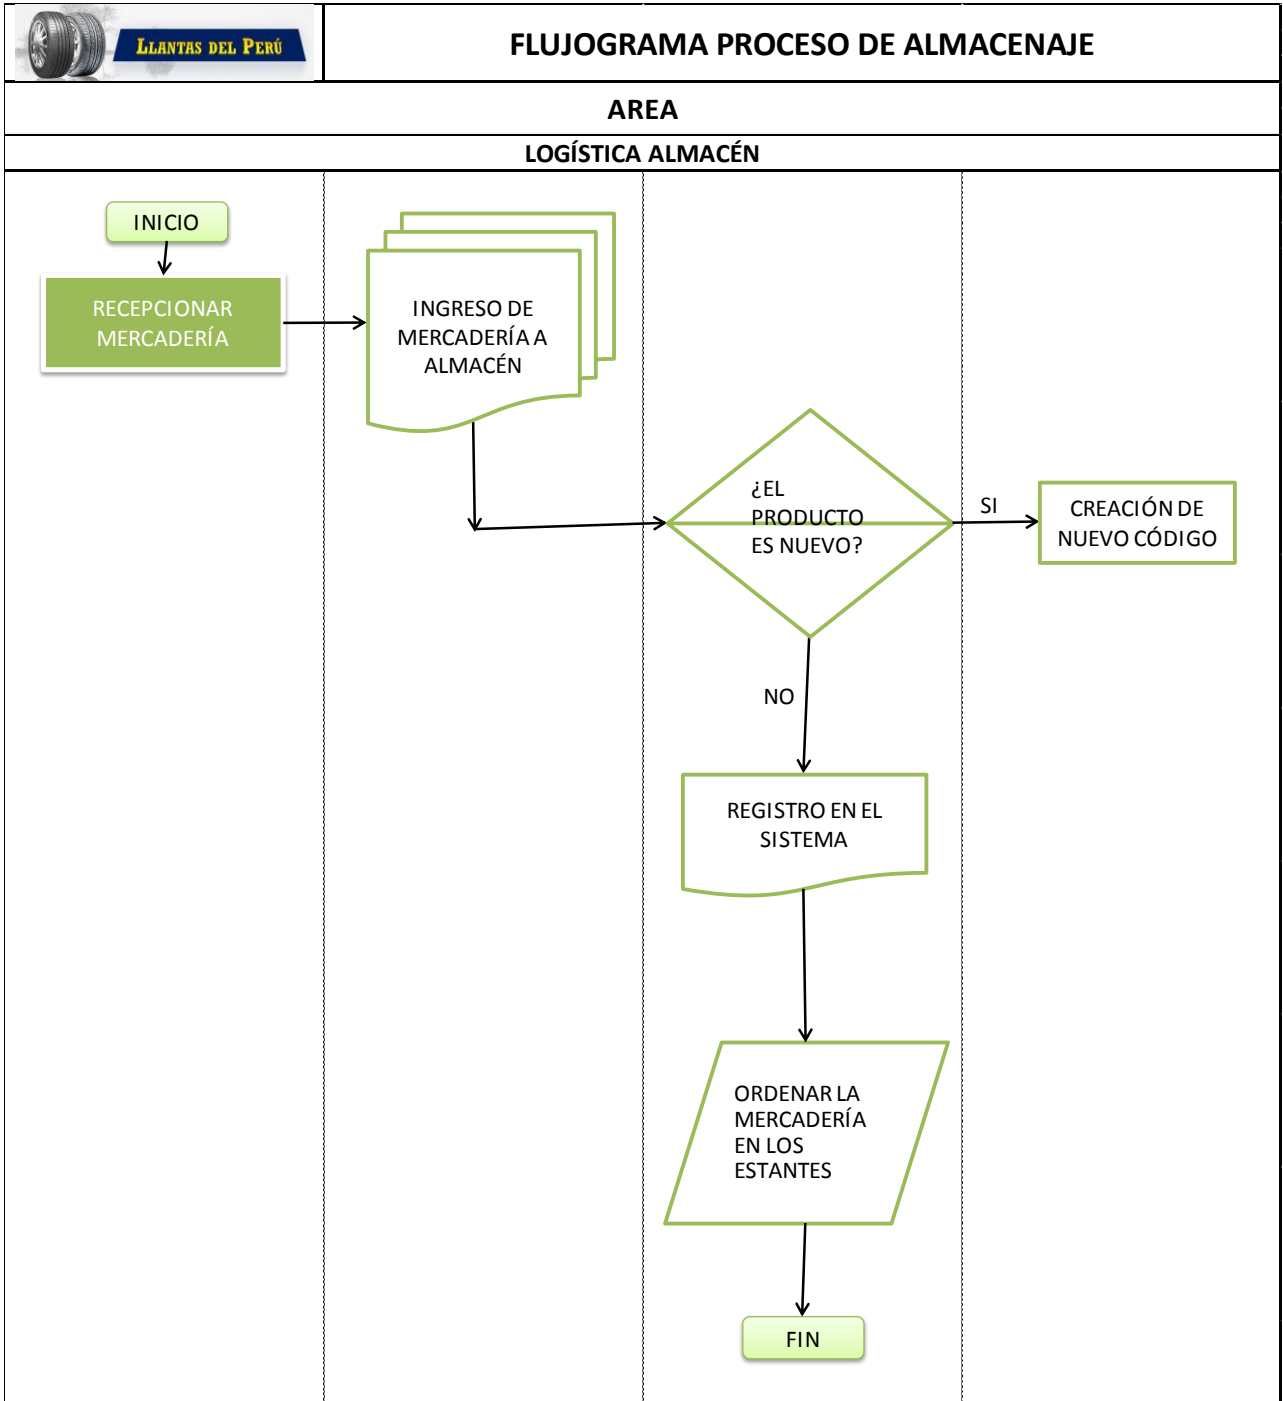 LLANTAS DEL PERÚ
FLUJOGRAMA PROCESO DE ALMACENAJE
AREA
LOGÍSTICA ALMACÉN
INICIO
RECEPCIONAR
MERCADERÍA
INGRESO DE
MERCADERÍA A
ALMACÉN
¿EL
PRODUCTO
ES NUEVO?
SI
CREACIÓN DE
NUEVO CÓDIGO
NO
REGISTRO EN EL
SISTEMA
ORDENAR LA
MERCADERÍA
EN LOS
ESTANTES
FIN